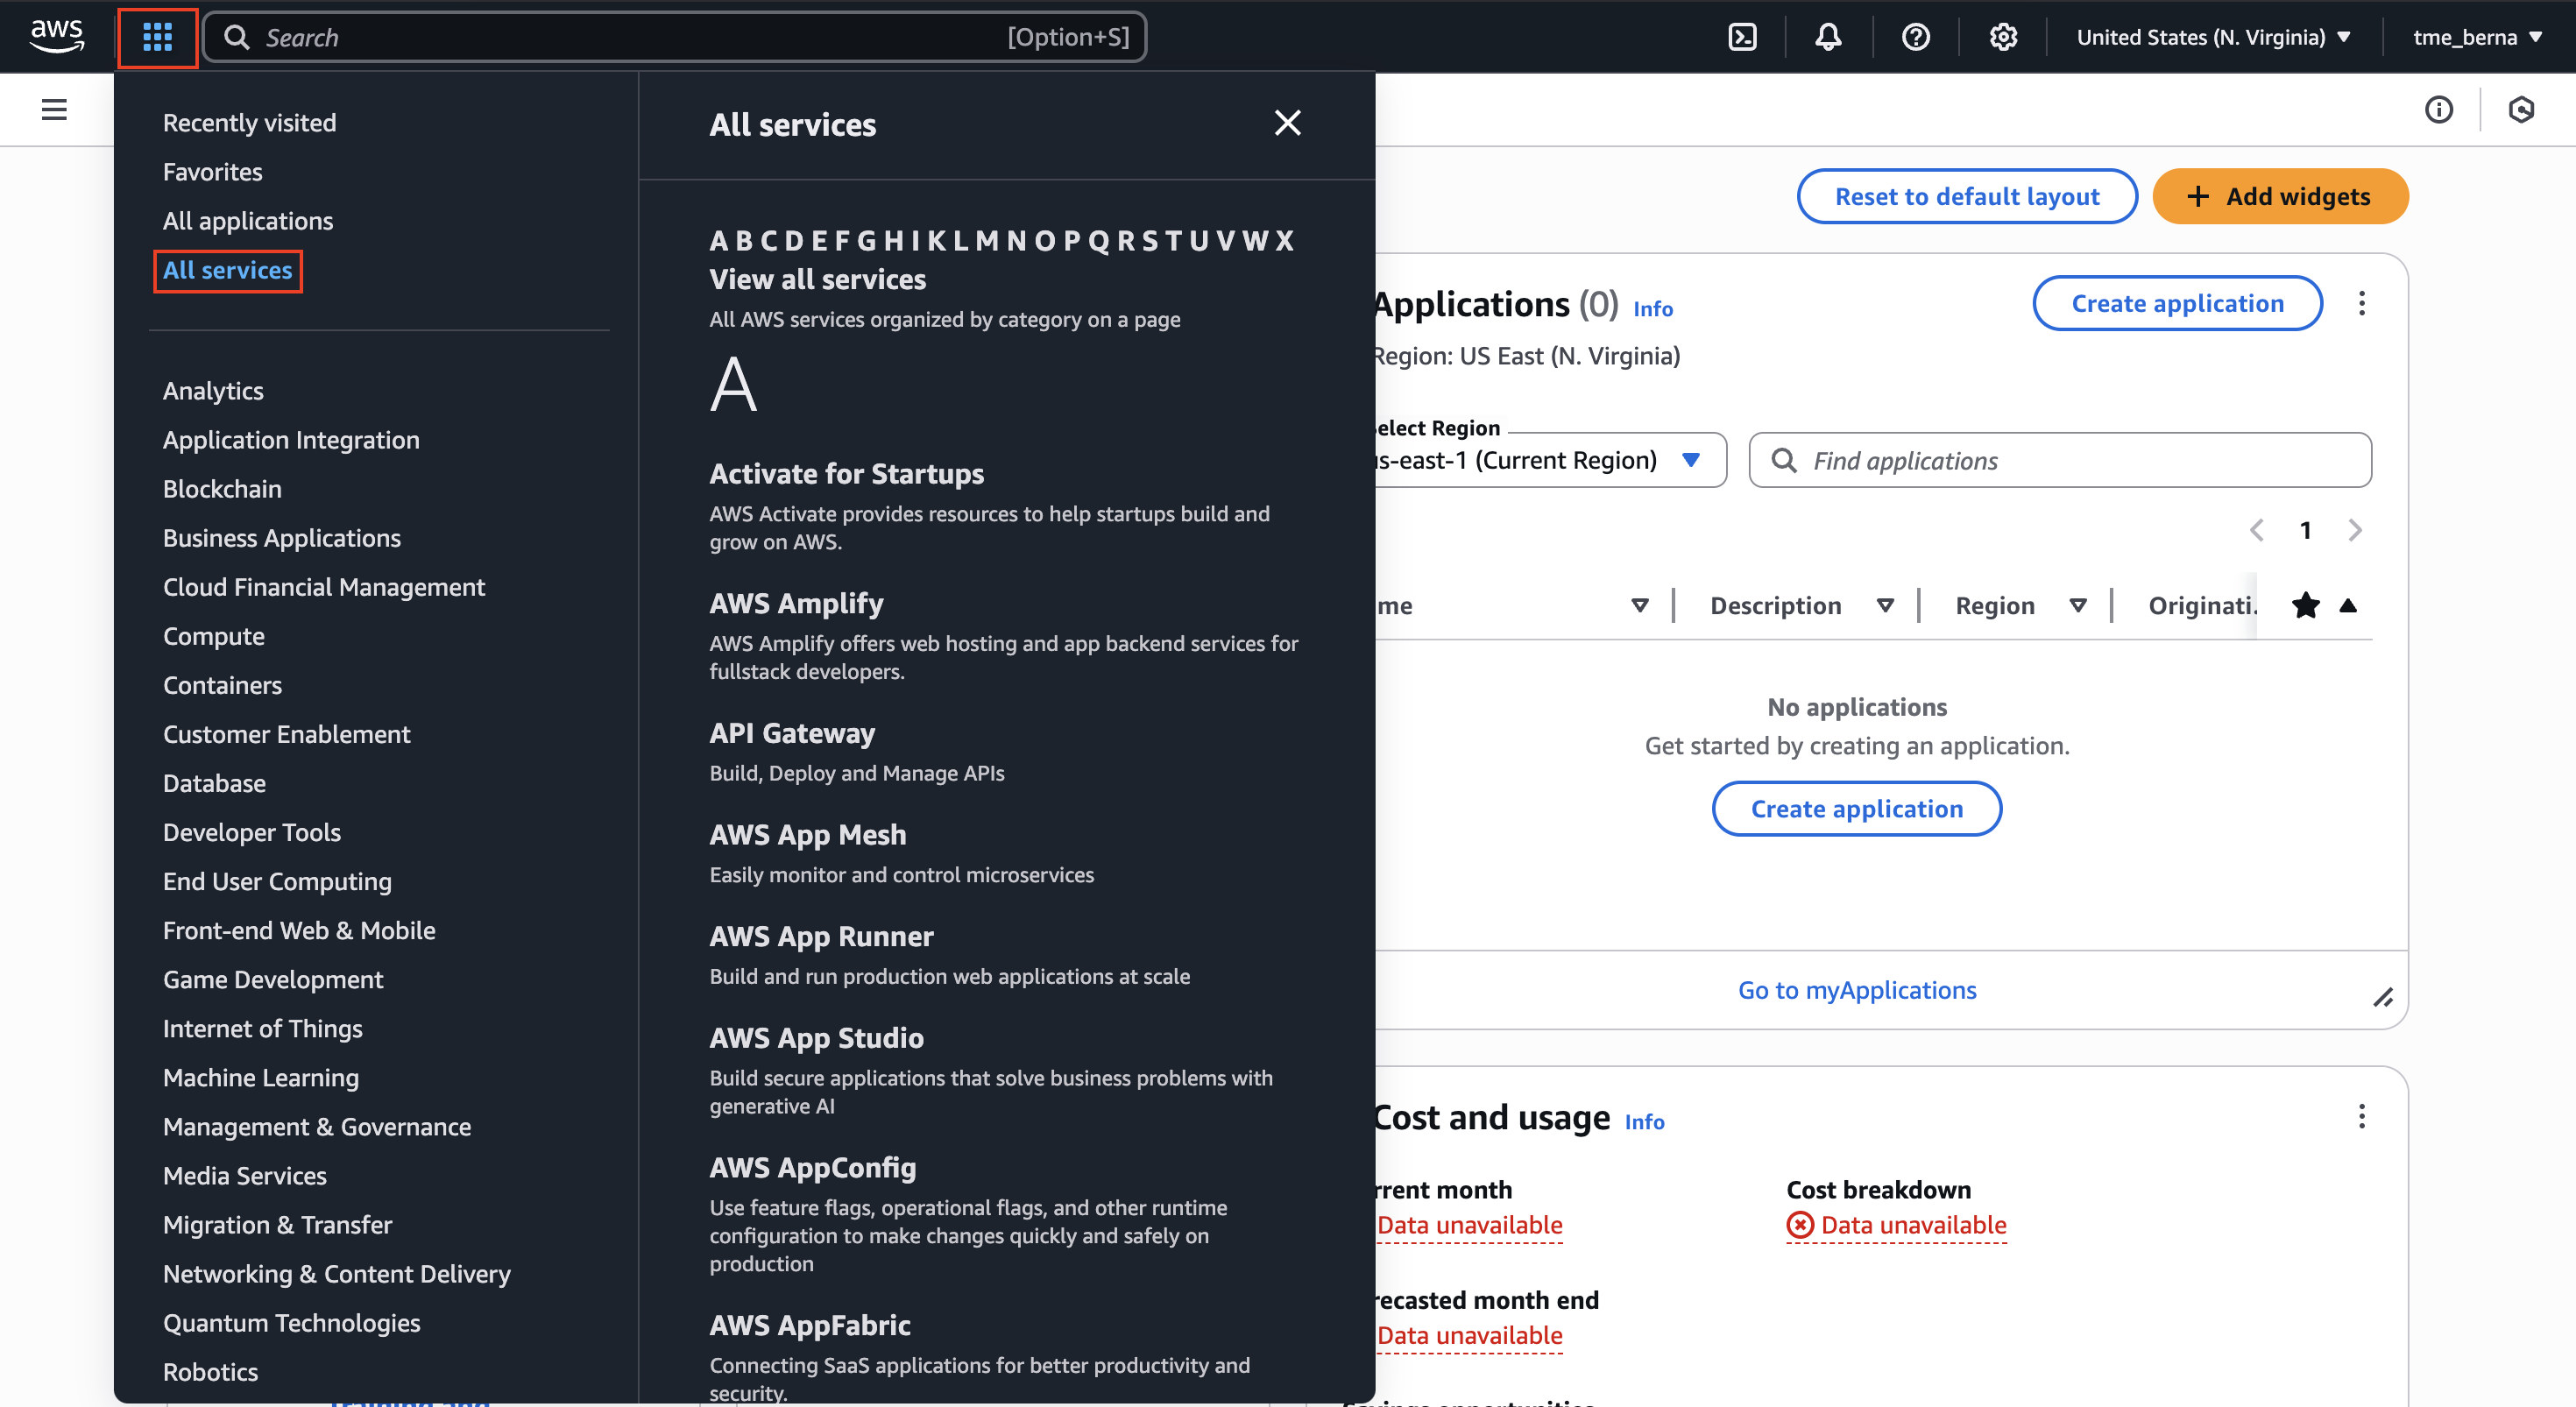 aws
Search
[Option+S]
United States (N. Virginia)
tme_berna
Recently visited
Favorites
All applications
All services
Analytics
Application Integration
Blockchain
Business Applications
Cloud Financial Management
Compute
Containers
Customer Enablement
Database
Developer Tools
End User Computing
Front-end Web & Mobile
Game Development
Internet of Things
Machine Learning
Management & Governance
Media Services
Migration & Transfer
Networking & Content Delivery
Quantum Technologies
Robotics
All services
A B C D E F G H I K L M N O P Q R S T U V W X
View all services
All AWS services organized by category on a page
A
Activate for Startups
AWS Activate provides resources to help startups build and
grow on AWS.
AWS Amplify
AWS Amplify offers web hosting and app backend services for
fullstack developers.
API Gateway
Build, Deploy and Manage APIs
AWS App Mesh
Easily monitor and control microservices
AWS App Runner
Build and run production web applications at scale
AWS App Studio
Build secure applications that solve business problems with
generative AI
AWS AppConfig
Use feature flags, operational flags, and other runtime
configuration to make changes quickly and safely on
production
AWS AppFabric
Connecting SaaS applications for better productivity and
security.
Reset to default layout
+ Add widgets
Applications (0) Info
Create application
Region: US East (N. Virginia)
elect Region
us-east-1 (Current Region)
Find applications
1
me
Description
Region
Originati.
No applications
Get started by creating an application.
Create application
Go to myApplications
Cost and usage Info
rrent month
Data unavailable
Cost breakdown
Data unavailable
recasted month end
Data unavailable